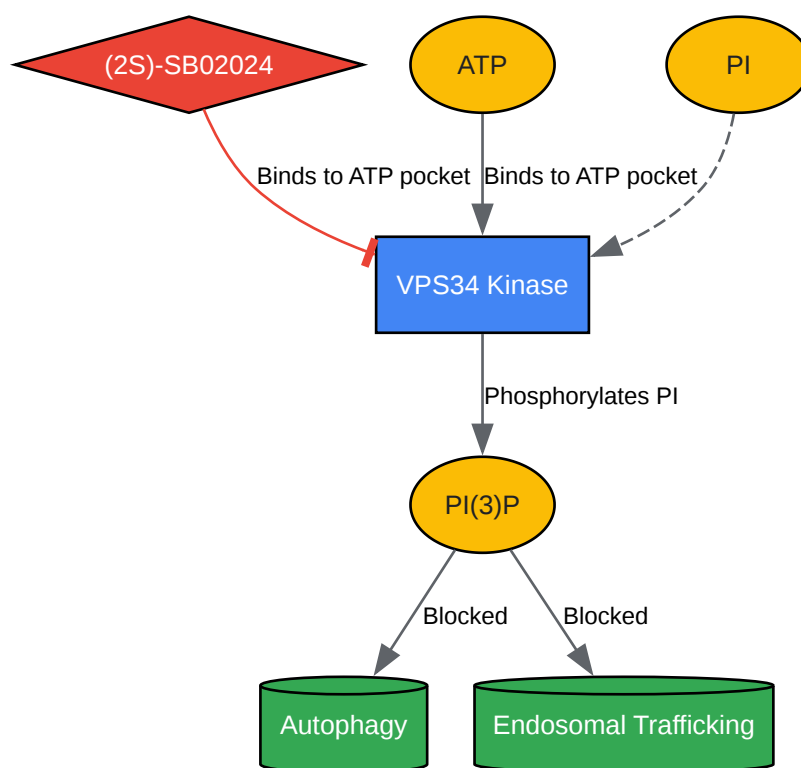 (2S)-SB02024
ATP
PI
Binds to ATP pocket
Binds to ATP pocket
VPS34 Kinase
Phosphorylates PI
PI(3)P
Blocked
Blocked
Autophagy
Endosomal Trafficking